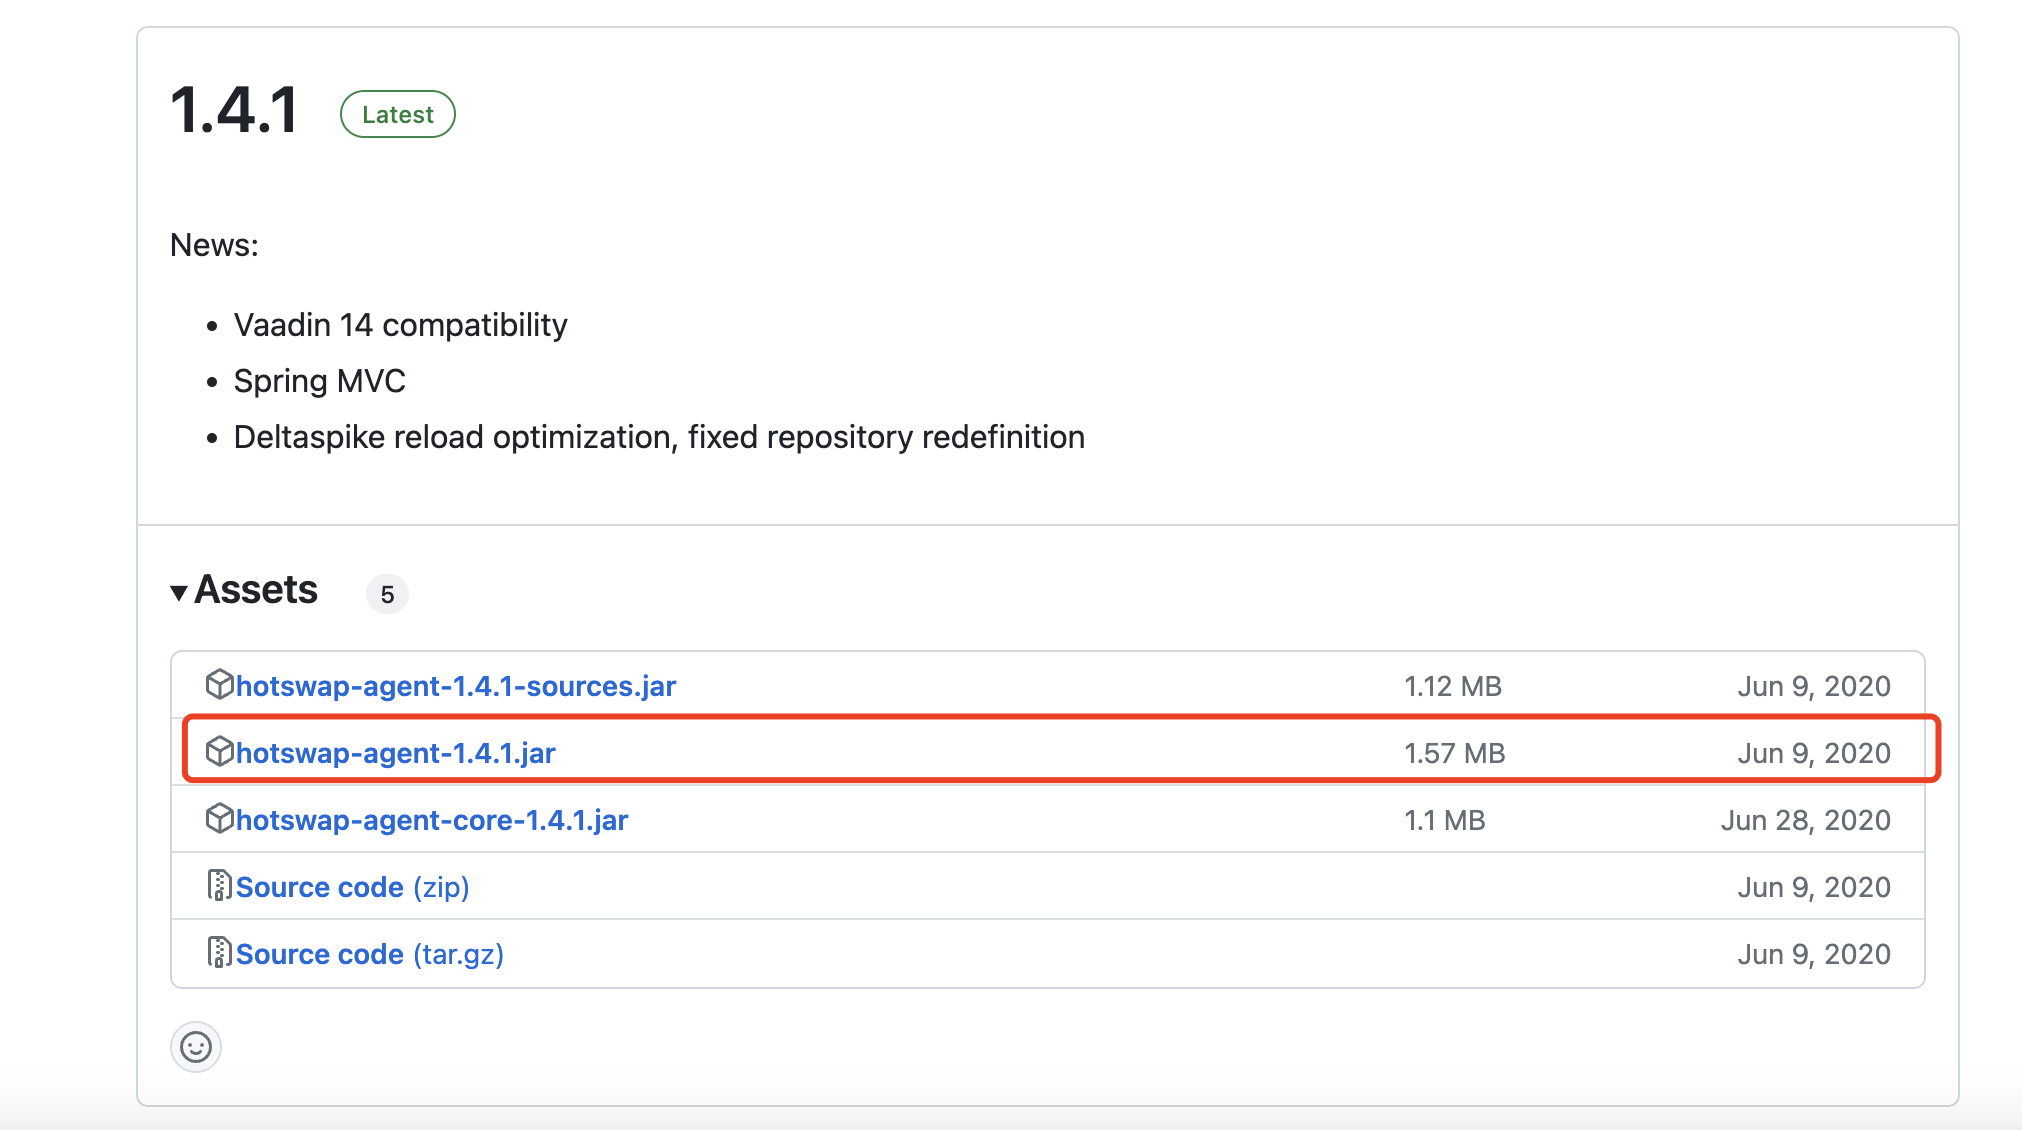 1.4.1 Latest
News:
• Vaadin 14 compatibility
• Spring MVC
• Deltaspike reload optimization, fixed repository redefinition
Assets 5
hotswap-agent-1.4.1-sources.jar 1.12 MB Jun 9, 2020
hotswap-agent-1.4.1.jar 1.57 MB Jun 9, 2020
hotswap-agent-core-1.4.1.jar 1.1 MB Jun 28, 2020
Source code (zip) Jun 9, 2020
Source code (tar.gz) Jun 9, 2020